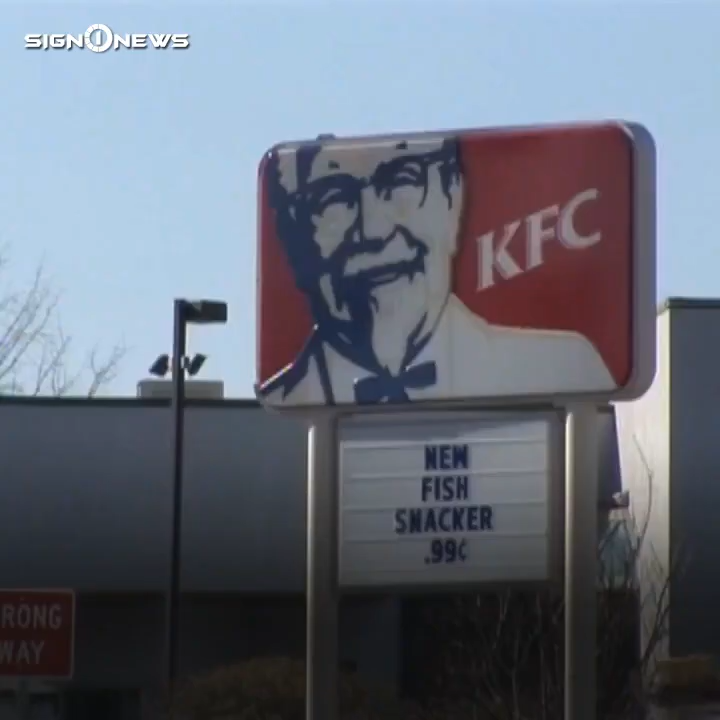 SIGN1NEWS
KFC
NEW
FISH
SNACKER
.99¢
RONG
WAY